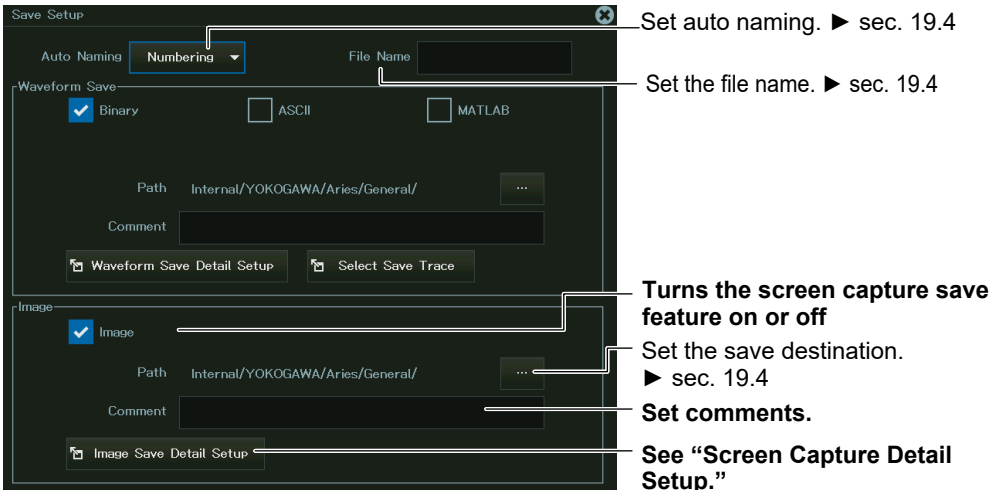 Save Setup
Set auto naming. ► sec. 19.4
Auto Naming Numbering File Name
Set the file name. ► sec. 19.4
Waveform Save
Binary ASCII MATLAB
Path Internal/YOKOGAWA/Aries/General/ ...
Comment
Waveform Save Detail Setup Select Save Trace
Image
Turns the screen capture save
feature on or off
Image
Set the save destination.
► sec. 19.4
Path Internal/YOKOGAWA/Aries/General/ ...
Comment
Set comments.
Image Save Detail Setup
See “Screen Capture Detail
Setup.”